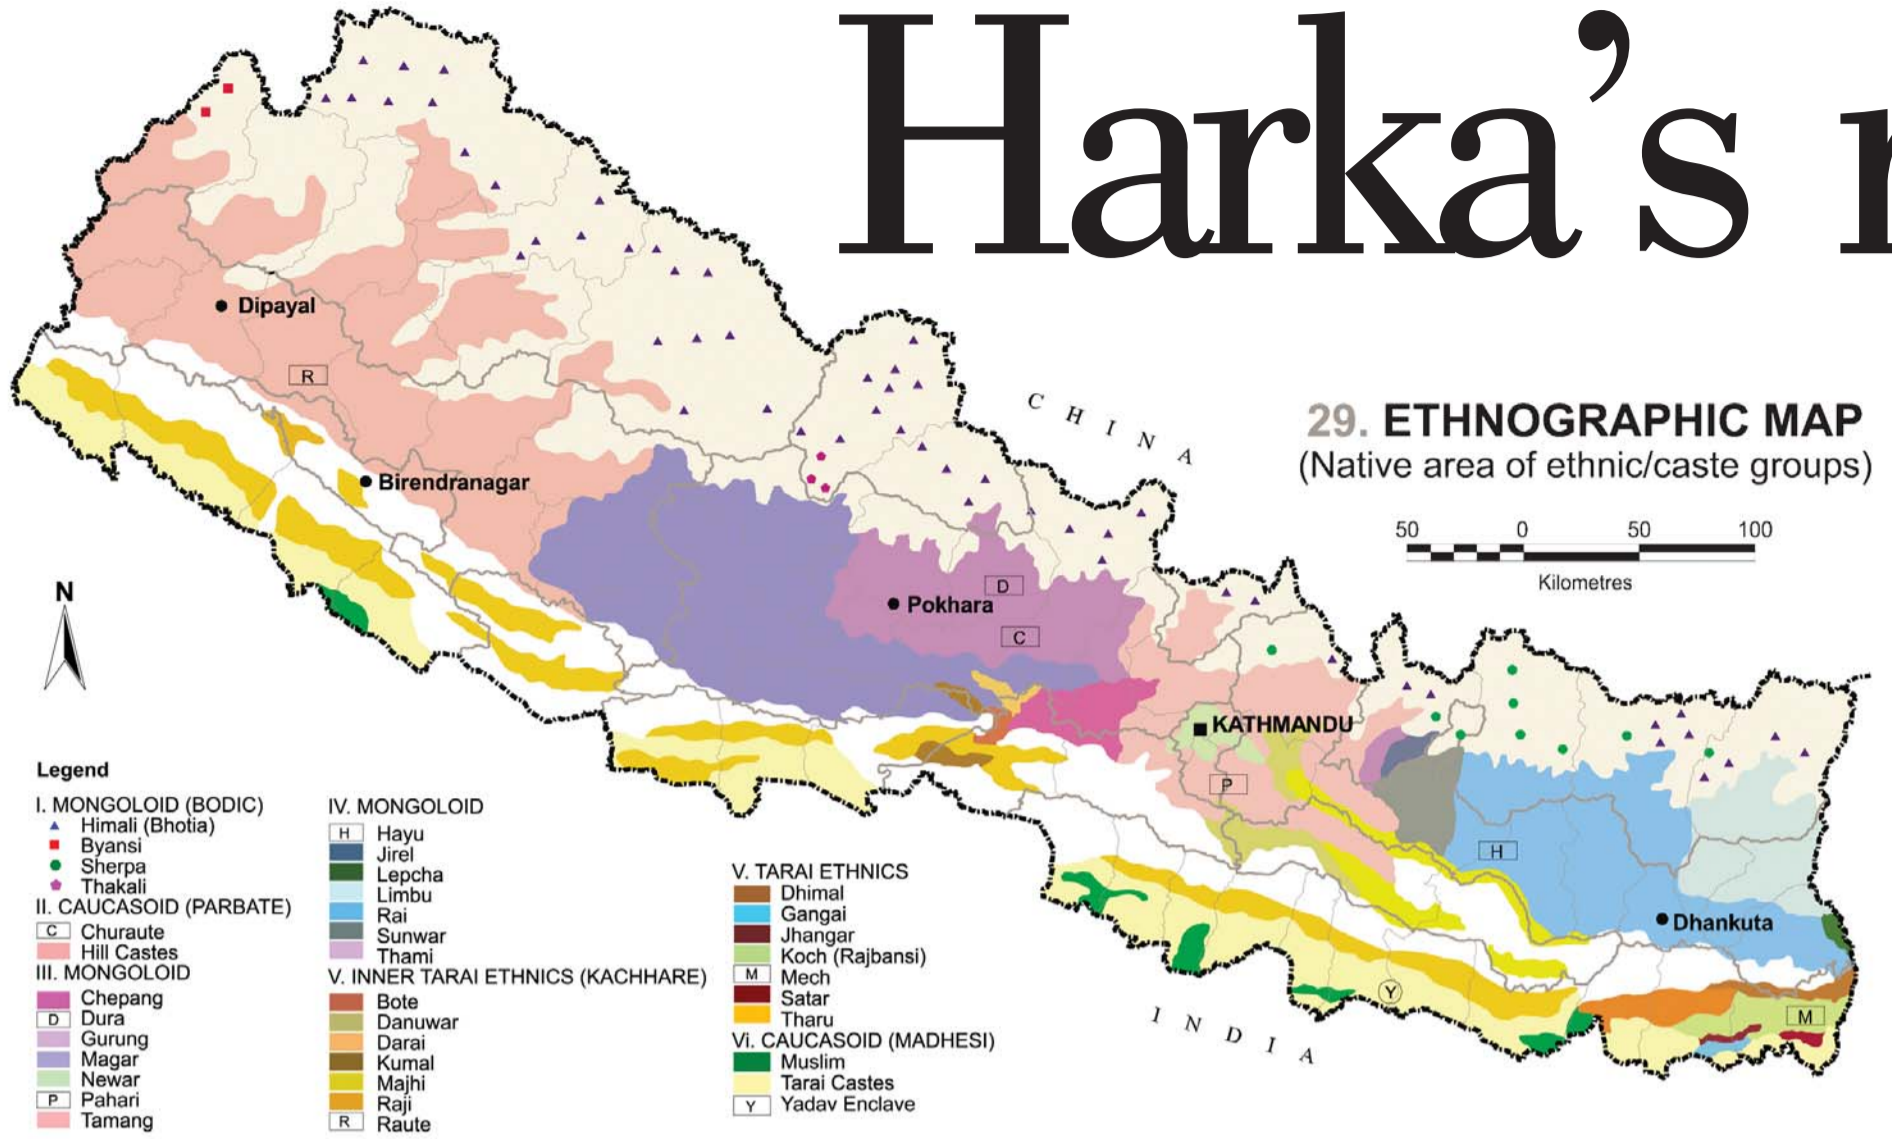 Harka's
29. ETHNOGRAPHIC MAP
(Native area of ethnic/caste groups)
50 0 50 100
Kilometres
CHINA
INDIA
N
Dipayal
R
Birendranagar
D
Pokhara
C
KATHMANDU
P
H
Dhankuta
Y
M
Legend
I. MONGOLOID (BODIC)
Himali (Bhotia)
Byansi
Sherpa
Thakali
II. CAUCASOID (PARBATE)
C Churaute
Hill Castes
III. MONGOLOID
Chepang
D Dura
Gurung
Magar
Newar
P Pahari
Tamang
IV. MONGOLOID
H Hayu
Jirel
Lepcha
Limbu
Rai
Sunwar
Thami
V. INNER TARAI ETHNICS (KACHHARE)
Bote
Danuwar
Darai
Kumal
Majhi
Raji
R Raute
V. TARAI ETHNICS
Dhimal
Gangai
Jhangar
Koch (Rajbansi)
M Mech
Satar
Tharu
Vi. CAUCASOID (MADHESI)
Muslim
Tarai Castes
Y Yadav Enclave